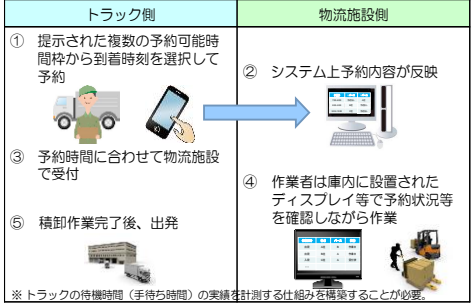 トラック側
物流施設側
① 提示された複数の予約可能時
間枠から到着時刻を選択して
予約
② システム上予約内容が反映
③ 予約時間に合わせて物流施設
で受付
④ 作業者は庫内に設置された
ディスプレイ等で予約状況等
を確認しながら作業
⑤ 積卸作業完了後、出発
※ トラックの待機時間（手待ち時間）の実績を計測する仕組みを構築することが必要。